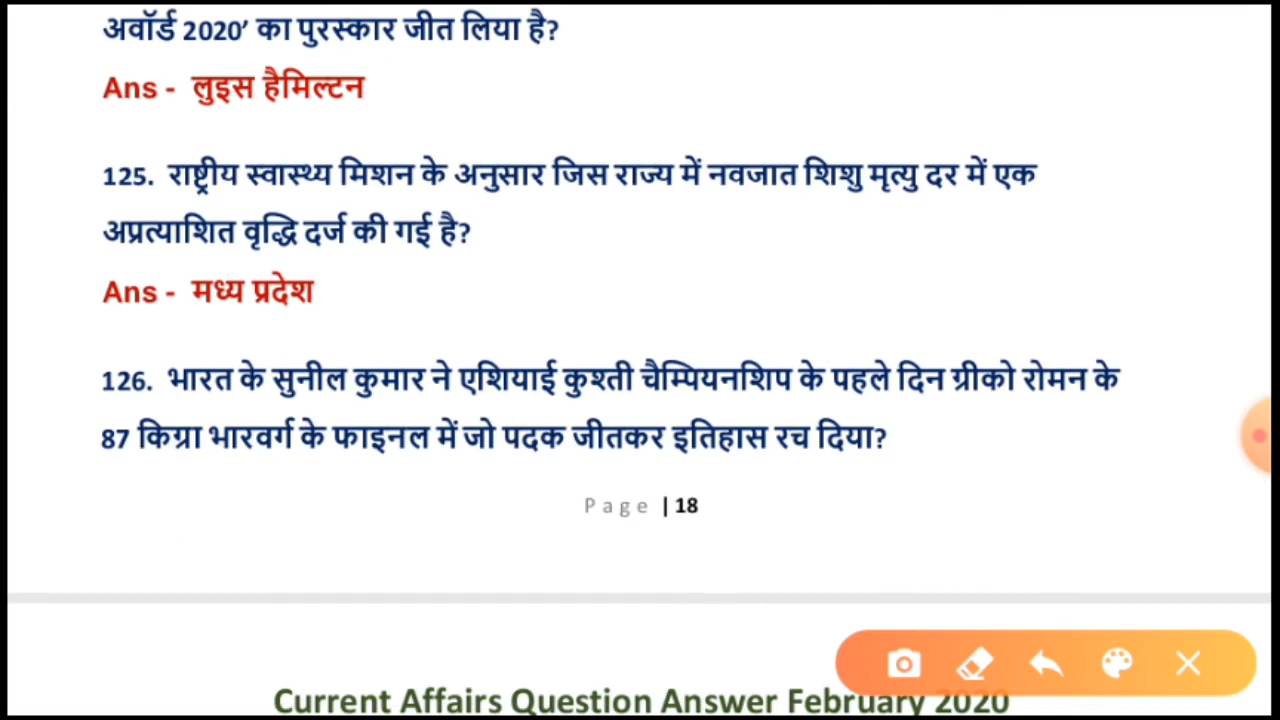 अवॉर्ड 2020’ का पुरस्कार जीत लिया है?
Ans - लुइस हैमिल्टन
125. राष्ट्रीय स्वास्थ्य मिशन के अनुसार जिस राज्य में नवजात शिशु मृत्यु दर में एक
अप्रत्याशित वृद्धि दर्ज की गई है?
Ans - मध्य प्रदेश
126. भारत के सुनील कुमार ने एशियाई कुश्ती चैम्पियनशिप के पहले दिन ग्रीको रोमन के
87 किग्रा भारवर्ग के फाइनल में जो पदक जीतकर इतिहास रच दिया?
Page | 18
Current Affairs Question Answer February 2020